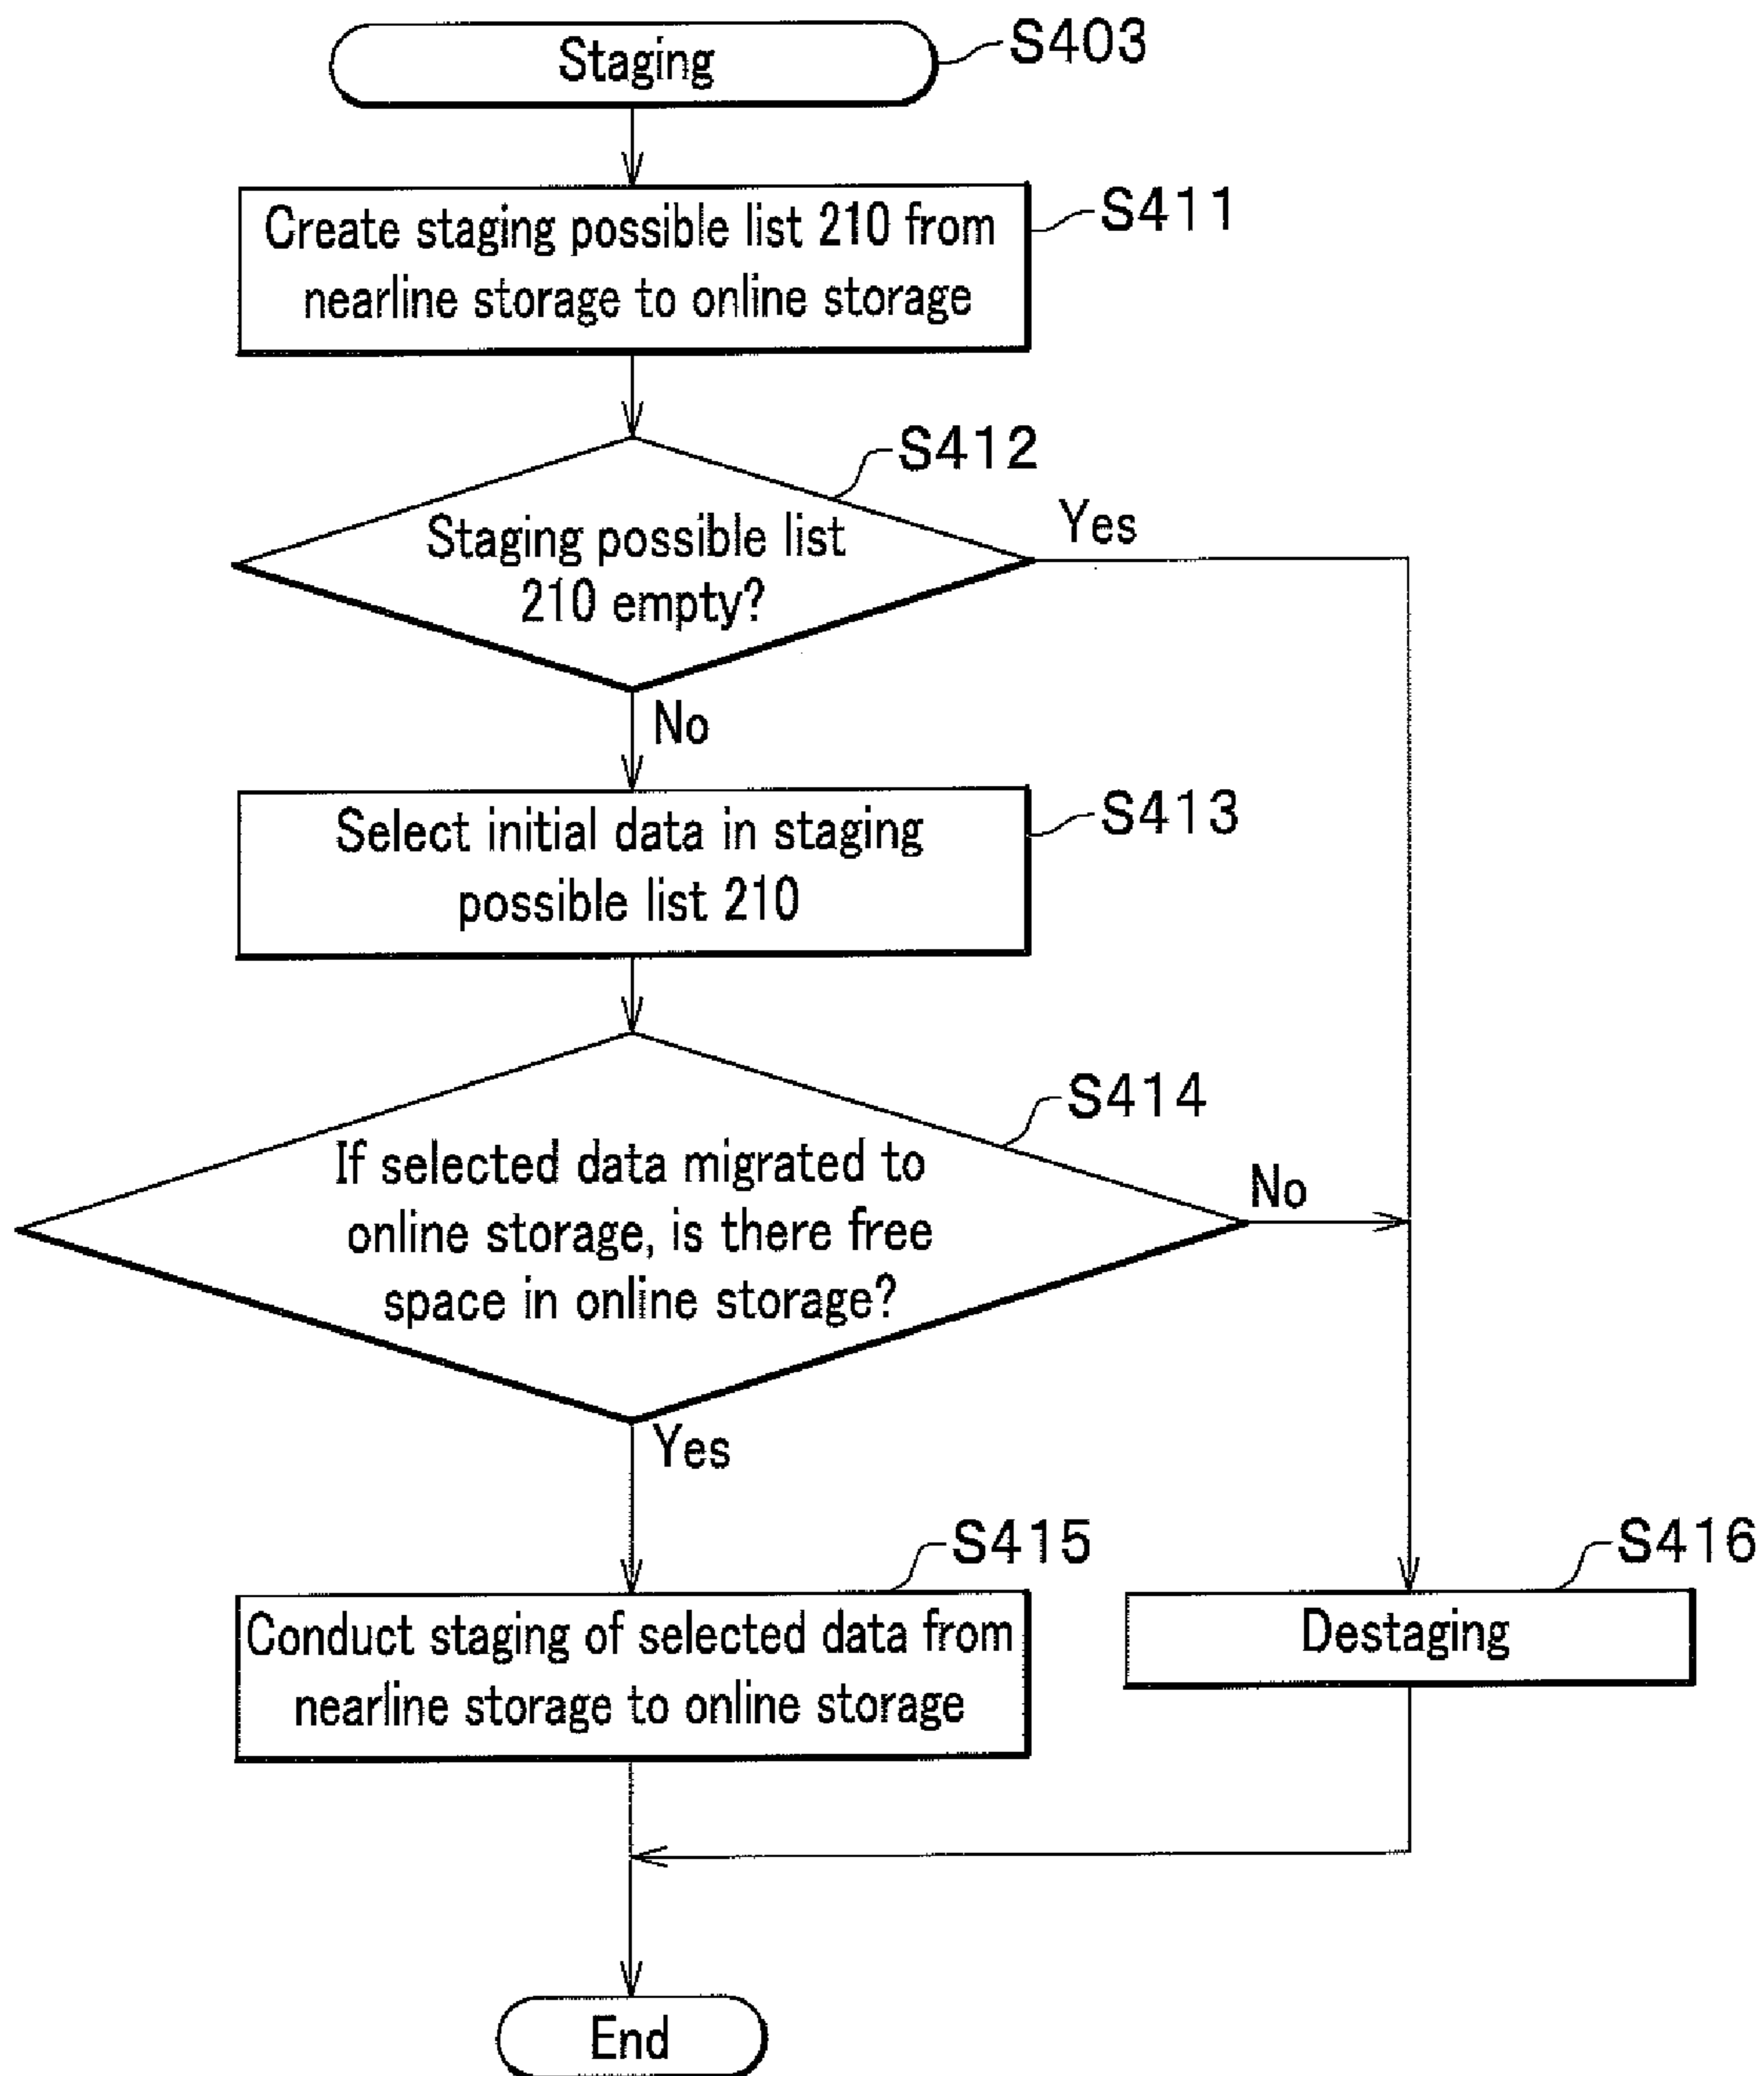 Staging
S403
Create staging possible list 210 from
nearline storage to online storage
S411
S412
Staging possible list
210 empty?
Yes
No
Select initial data in staging
possible list 210
S413
S414
If selected data migrated to
online storage, is there free
space in online storage?
No
Yes
S415
Conduct staging of selected data from
nearline storage to online storage
S416
Destaging
End